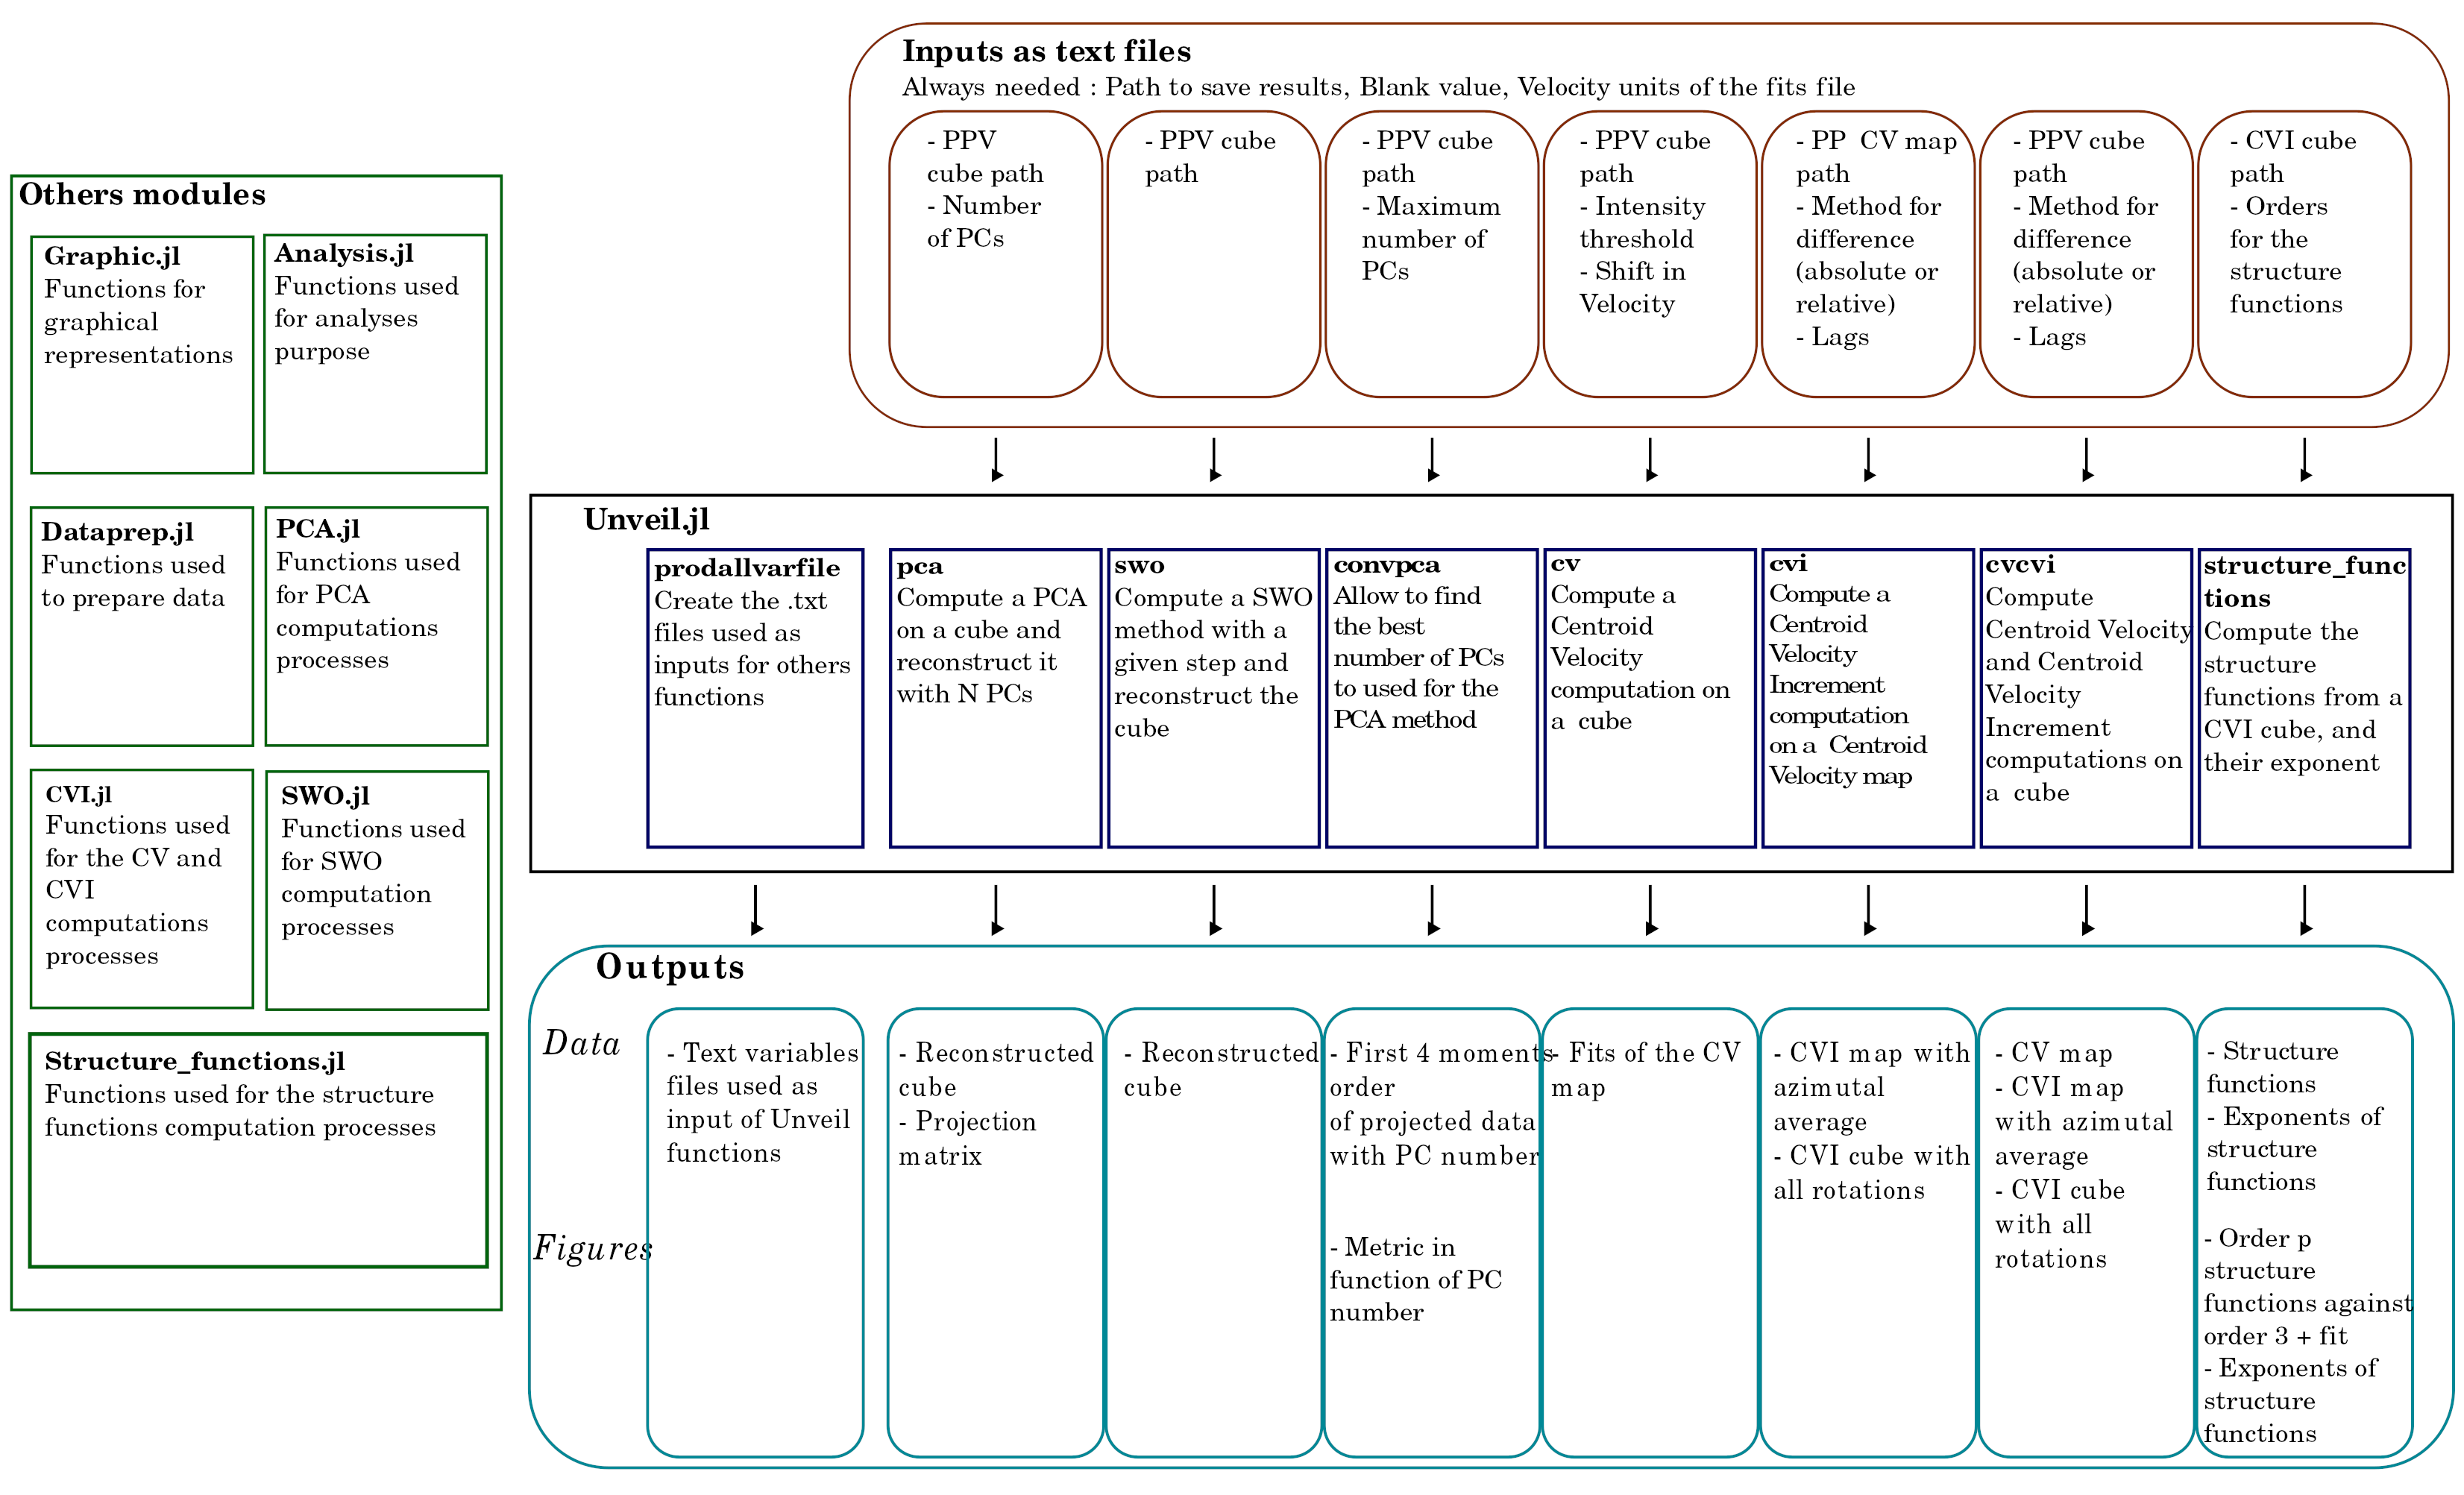 Inputs as text files
Always needed : Path to save results, Blank value, Velocity units of the fits file
- PPV
cube path
- Number
of PCs
- PPV cube
path
- PPV cube
path
- Maximum
number of
PCs
- PPV cube
path
- Intensity
threshold
- Shift in
Velocity
- PP CV map
path
- Method for
difference
(absolute or
relative)
- Lags
- PPV cube
path
- Method for
difference
(absolute or
relative)
- Lags
- CVI cube
path
- Orders
for the
structure
functions
Others modules
Graphic.jl
Functions for
graphical
representations
Analysis.jl
Functions used
for analyses
purpose
Dataprep.jl
Functions used
to prepare data
PCA.jl
Functions used
for PCA
computations
processes
CVI.jl
Functions used
for the CV and
CVI
computations
processes
SWO.jl
Functions used
for SWO
computation
processes
Structure_functions.jl
Functions used for the structure
functions computation processes
Unveil.jl
prodallvarfile
Create the .txt
files used as
inputs for others
functions
pca
Compute a PCA
on a cube and
reconstruct it
with N PCs
swo
Compute a SWO
method with a
given step and
reconstruct the
cube
convpca
Allow to find
the best
number of PCs
to used for the
PCA method
cv
Compute a
Centroid
Velocity
computation on
a cube
cvi
Compute a
Centroid
Velocity
Increment
computation
on a Centroid
Velocity map
cvcvi
Compute
Centroid Velocity
and Centroid
Velocity
Increment
computations on
a cube
structure_func
tions
Compute the
structure
functions from a
CVI cube, and
their exponent
Outputs
Data
- Text variables
files used as
input of Unveil
functions
- Reconstructed
cube
- Projection
matrix
- Reconstructed
cube
- First 4 moments
order
of projected data
with PC number
- Fits of the CV
map
- CVI map with
azimutal
average
- CVI cube with
all rotations
- CV map
- CVI map
with azimutal
average
- CVI cube
with all
rotations
- Structure
functions
- Exponents of
structure
functions
Figures
- Metric in
function of PC
number
- Order p
structure
functions against
order 3 + fit
- Exponents of
structure
functions